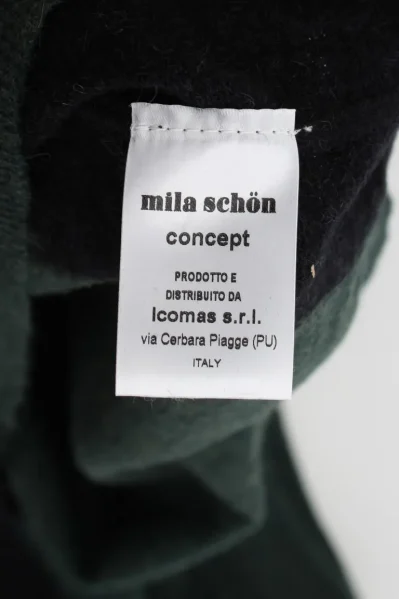 mila schön
concept
PRODOTTO E
DISTRIBUITO DA
Icomas s.r.l.
via Cerbara Piagge (PU)
ITALY